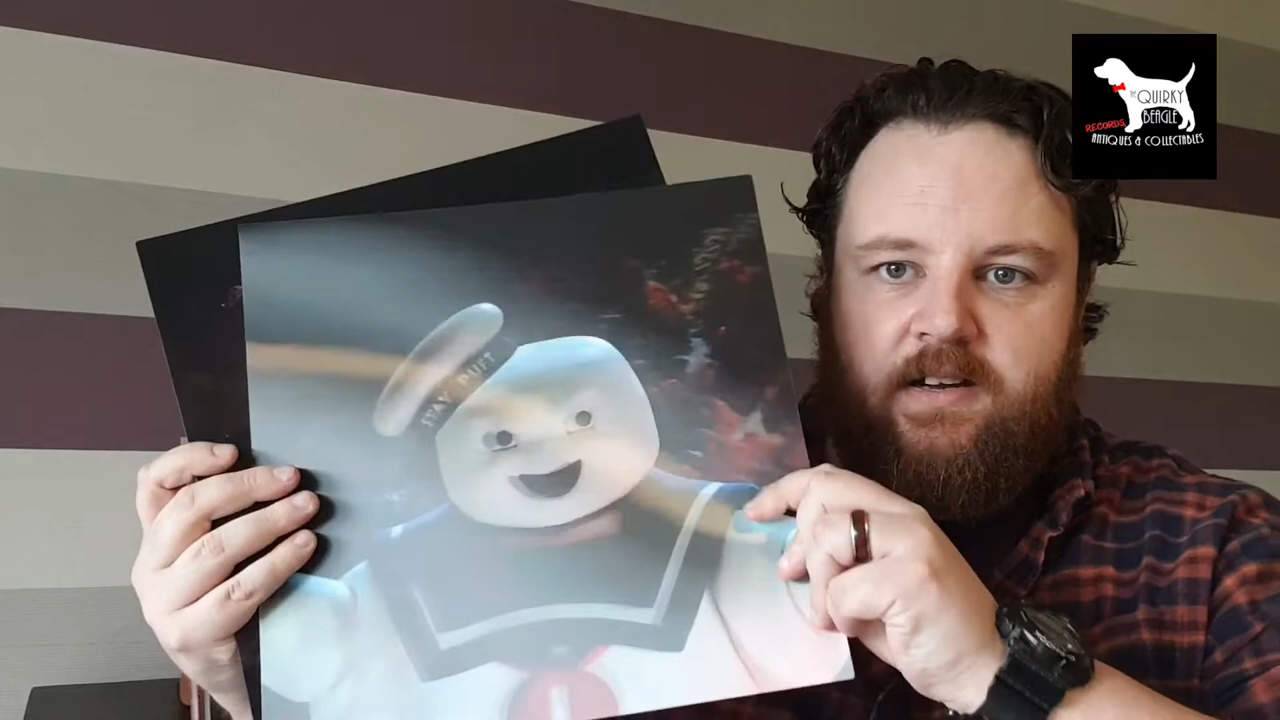 THE
QUIRKY
BEAGLE
RECORDS,
ANTIQUES & COLLECTABLES
STAY PUFT